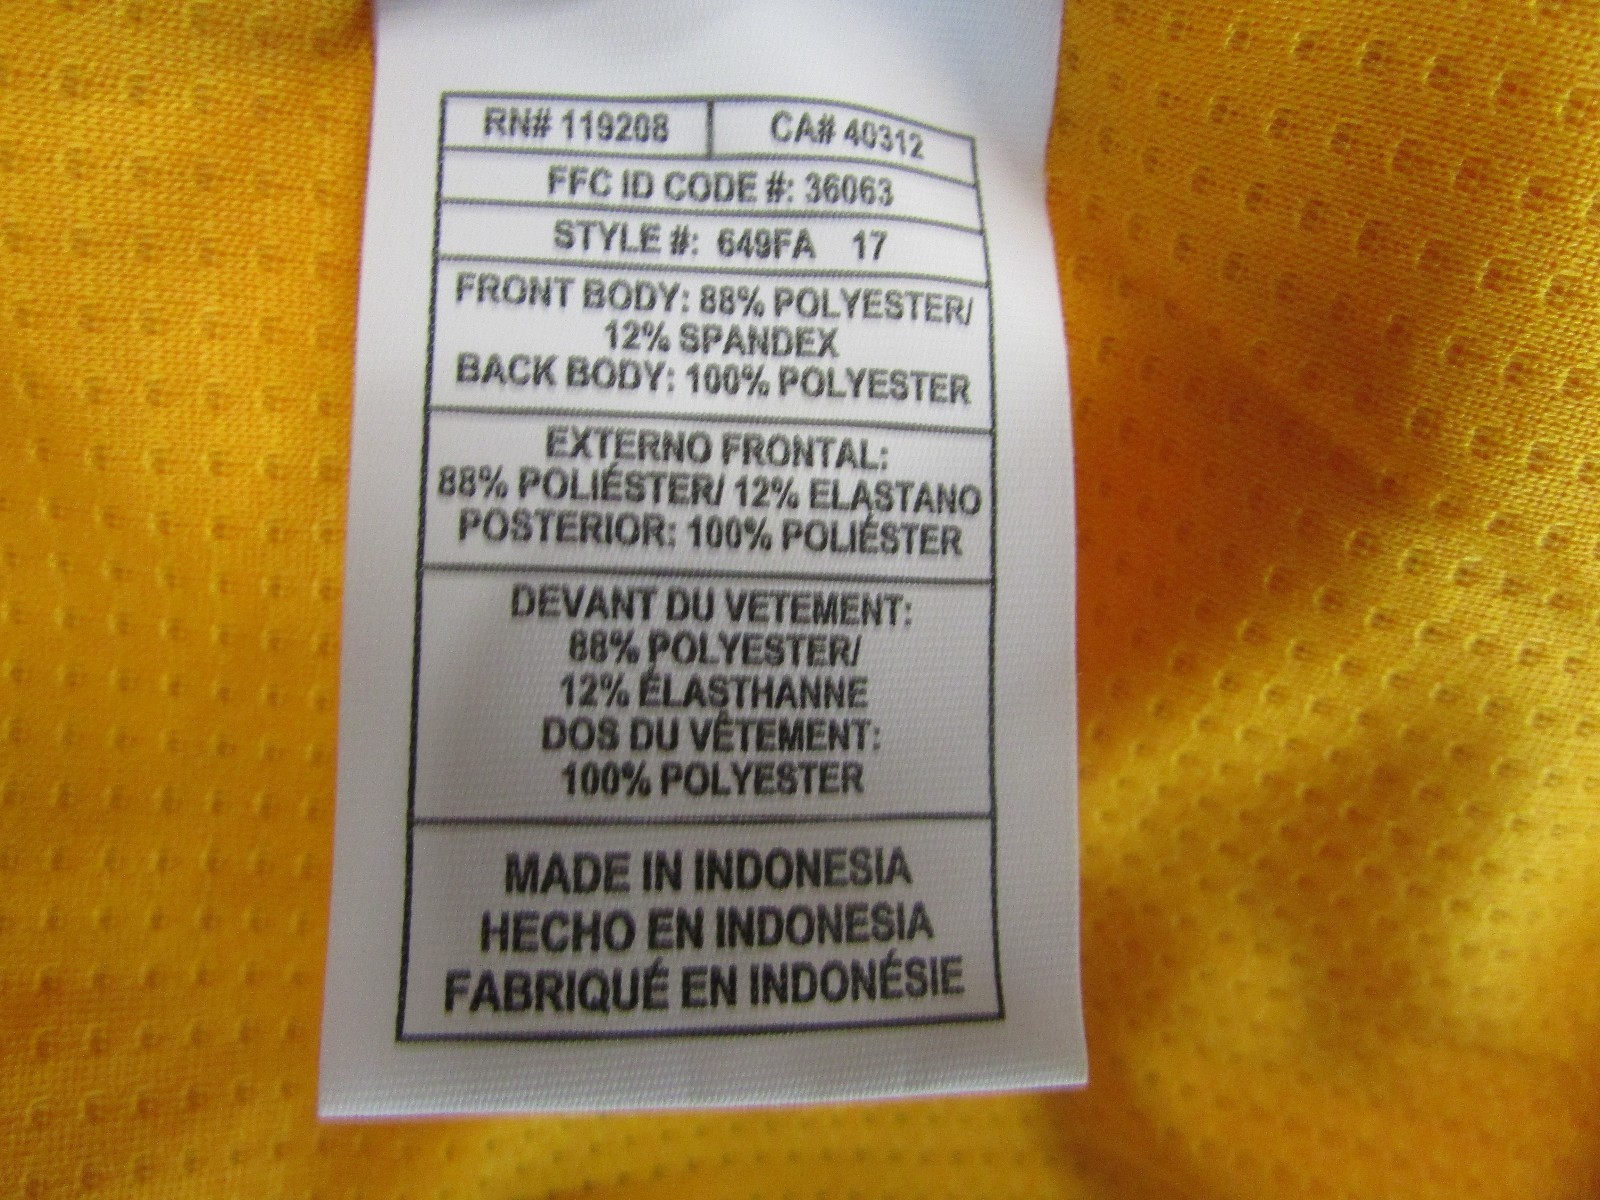 RN# 119208 CA# 40312
FFC ID CODE #: 36063
STYLE #: 649FA 17
FRONT BODY: 88% POLYESTER/
12% SPANDEX
BACK BODY: 100% POLYESTER
EXTERNO FRONTAL:
88% POLIÉSTER/ 12% ELASTANO
POSTERIOR: 100% POLIÉSTER
DEVANT DU VETEMENT:
88% POLYESTER/
12% ÉLASTHANNE
DOS DU VÊTEMENT:
100% POLYESTER
MADE IN INDONESIA
HECHO EN INDONESIA
FABRIQUÉ EN INDONÉSIE